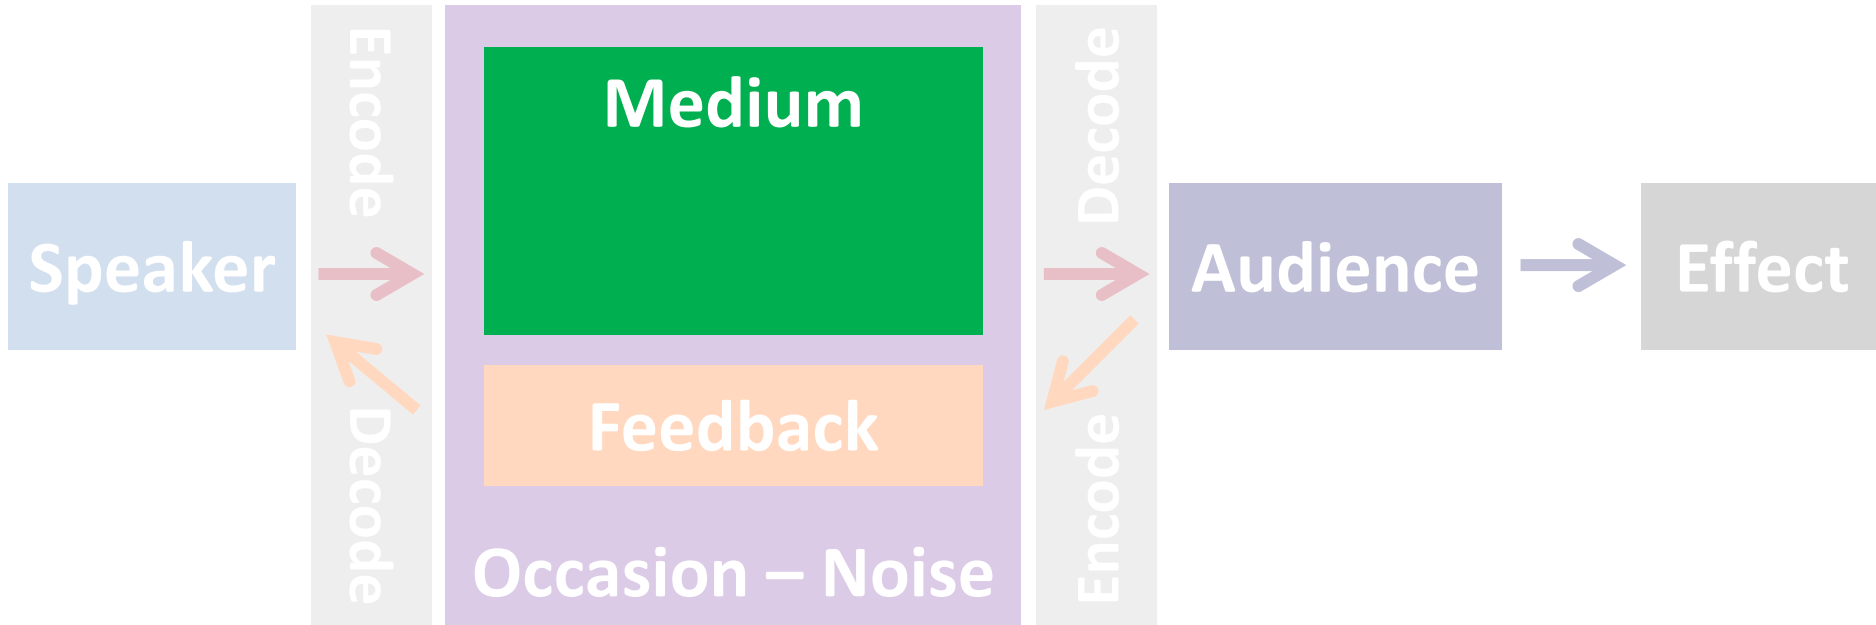 Speaker
Encode
Decode
Medium
Feedback
Occasion – Noise
Decode
Encode
Audience
Effect